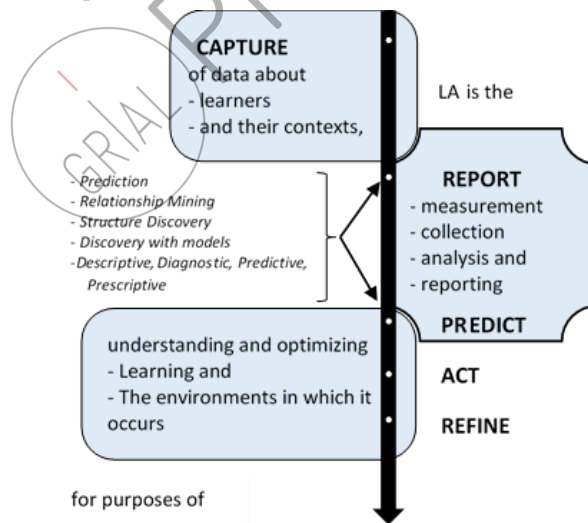 CAPTURE
of data about
- learners
- and their contexts,
LA is the
REPORT
- measurement
- collection
- analysis and
- reporting
- Prediction
- Relationship Mining
- Structure Discovery
- Discovery with models
-Descriptive, Diagnostic, Predictive,
Prescriptive
PREDICT
understanding and optimizing
- Learning and
- The environments in which it
occurs
ACT
REFINE
for purposes of
GRIAL